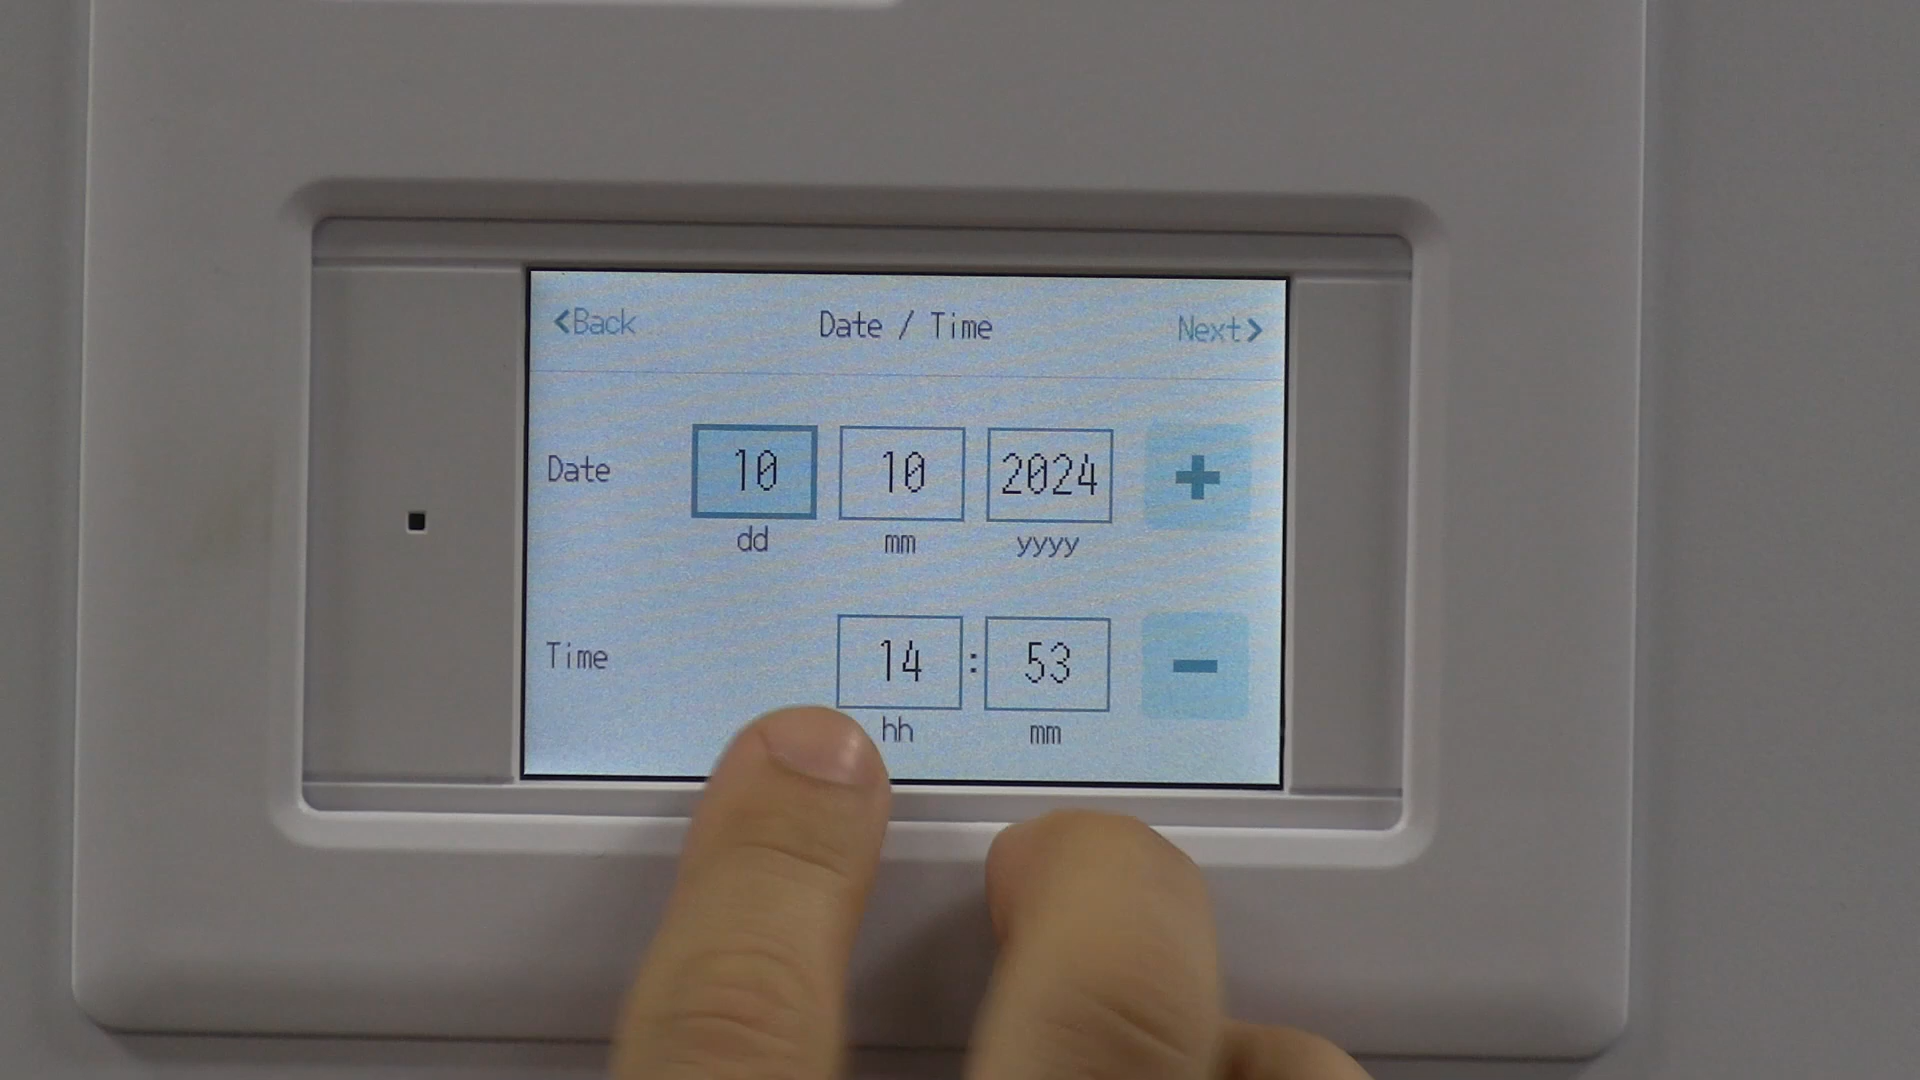 <Back Date / Time Next>
Date 10 10 2024 +
dd mm yyyy
Time 14 : 53 -
hh mm